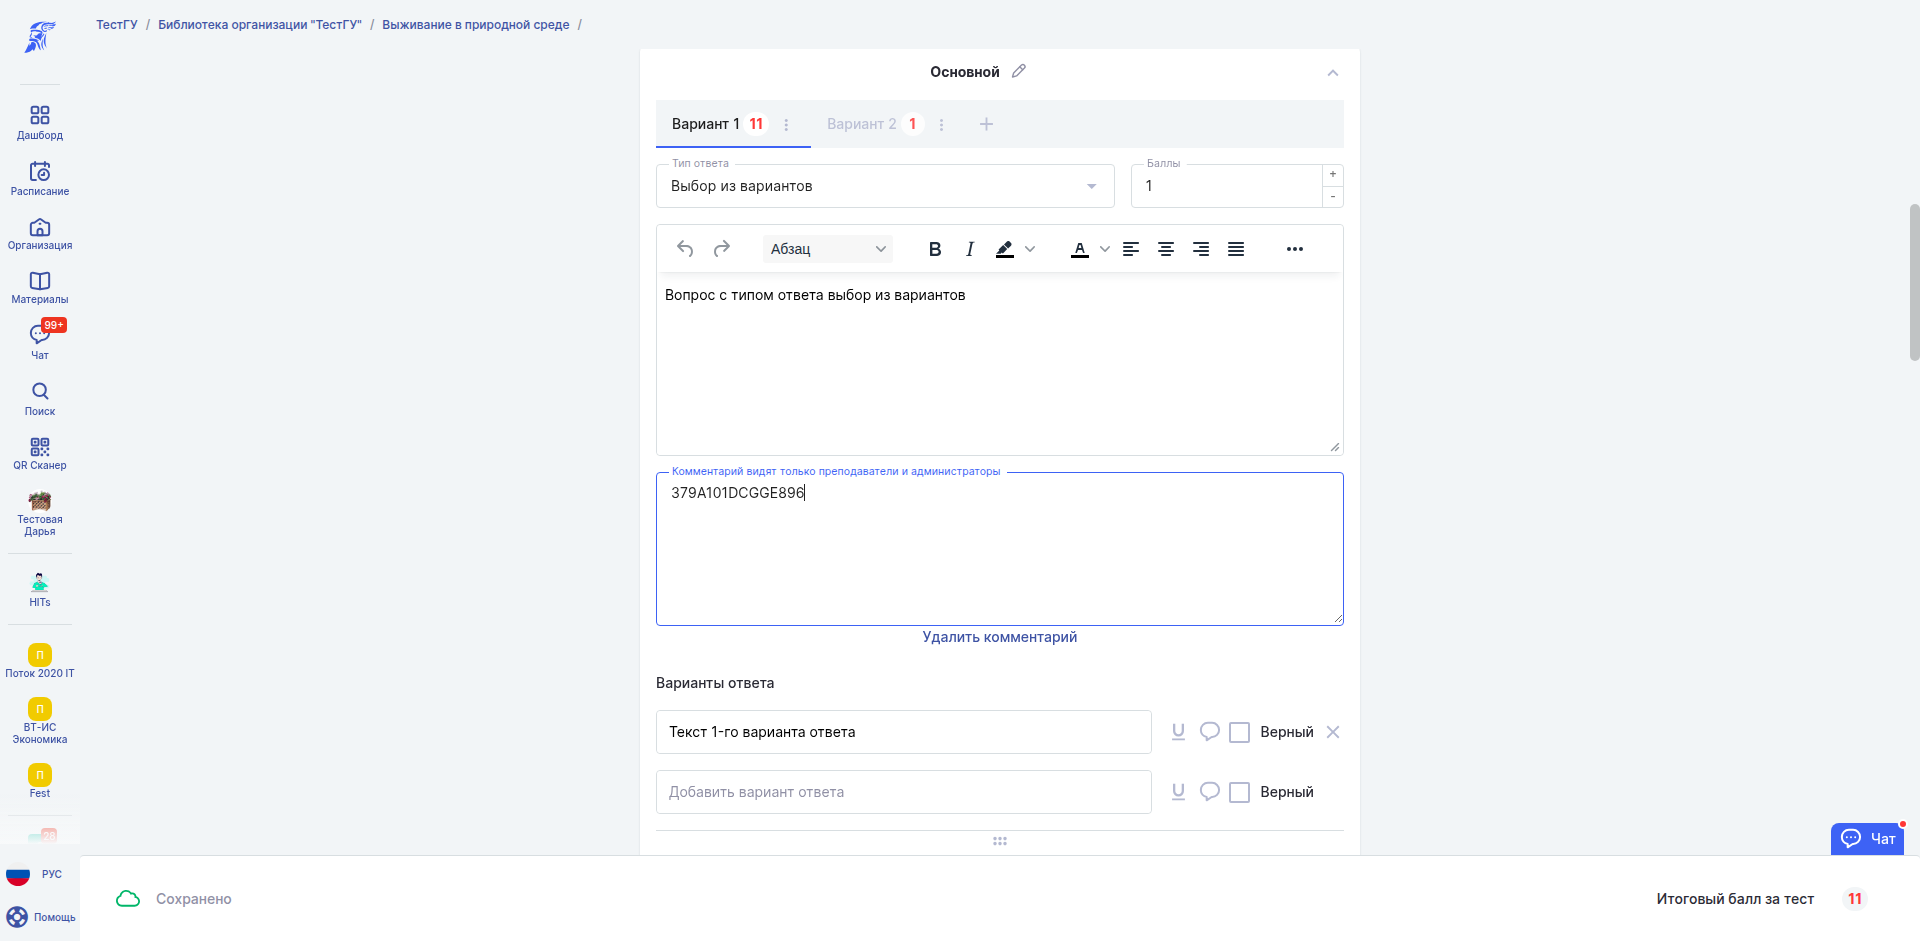 ТестГУ / Библиотека организации "ТестГУ" / Выживание в природной среде /
Дашборд
Расписание
Организация
Материалы
99+
Чат
Поиск
QR Сканер
Тестовая
Дарья
HITs
П
Поток 2020 IT
П
ВТ-ИС
Экономика
П
Fest
28
РУС
Помощь
Основной
Вариант 1 11
Вариант 2 1 +
Тип ответа
Выбор из вариантов
Баллы
1
+
-
Абзац
B I A
Вопрос с типом ответа выбор из вариантов
Комментарий видят только преподаватели и администраторы
379A101DCGGE896
Удалить комментарий
Варианты ответа
Текст 1-го варианта ответа
U
Верный
Добавить вариант ответа
U
Верный
Чат
Сохранено
Итоговый балл за тест 11